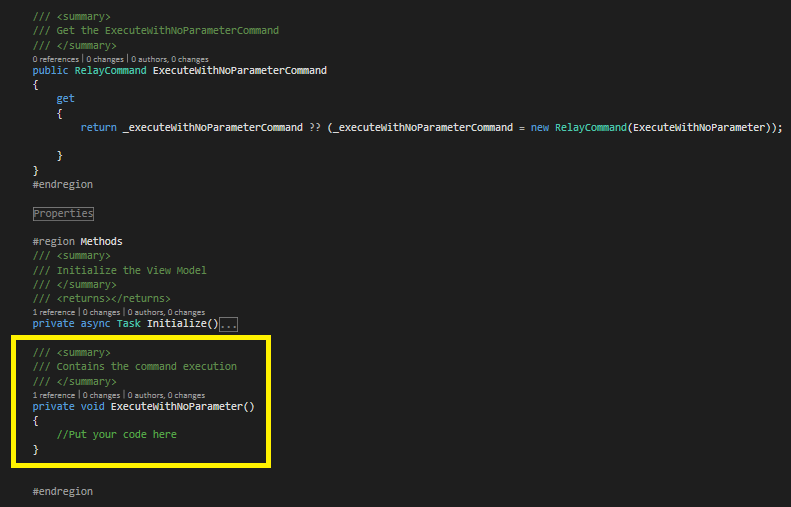 /// <summary>
/// Get the ExecuteWithNoParameterCommand
/// </summary>
0 references | 0 changes | 0 authors, 0 changes
public RelayCommand ExecuteWithNoParameterCommand
{
get
{
return _executeWithNoParameterCommand ?? (_executeWithNoParameterCommand = new RelayCommand(ExecuteWithNoParameter));
}
}
#endregion
Properties
#region Methods
/// <summary>
/// Initialize the View Model
/// </summary>
/// <returns></returns>
1 reference | 0 changes | 0 authors, 0 changes
private async Task Initialize()...
/// <summary>
/// Contains the command execution
/// </summary>
1 reference | 0 changes | 0 authors, 0 changes
private void ExecuteWithNoParameter()
{
//Put your code here
}
#endregion